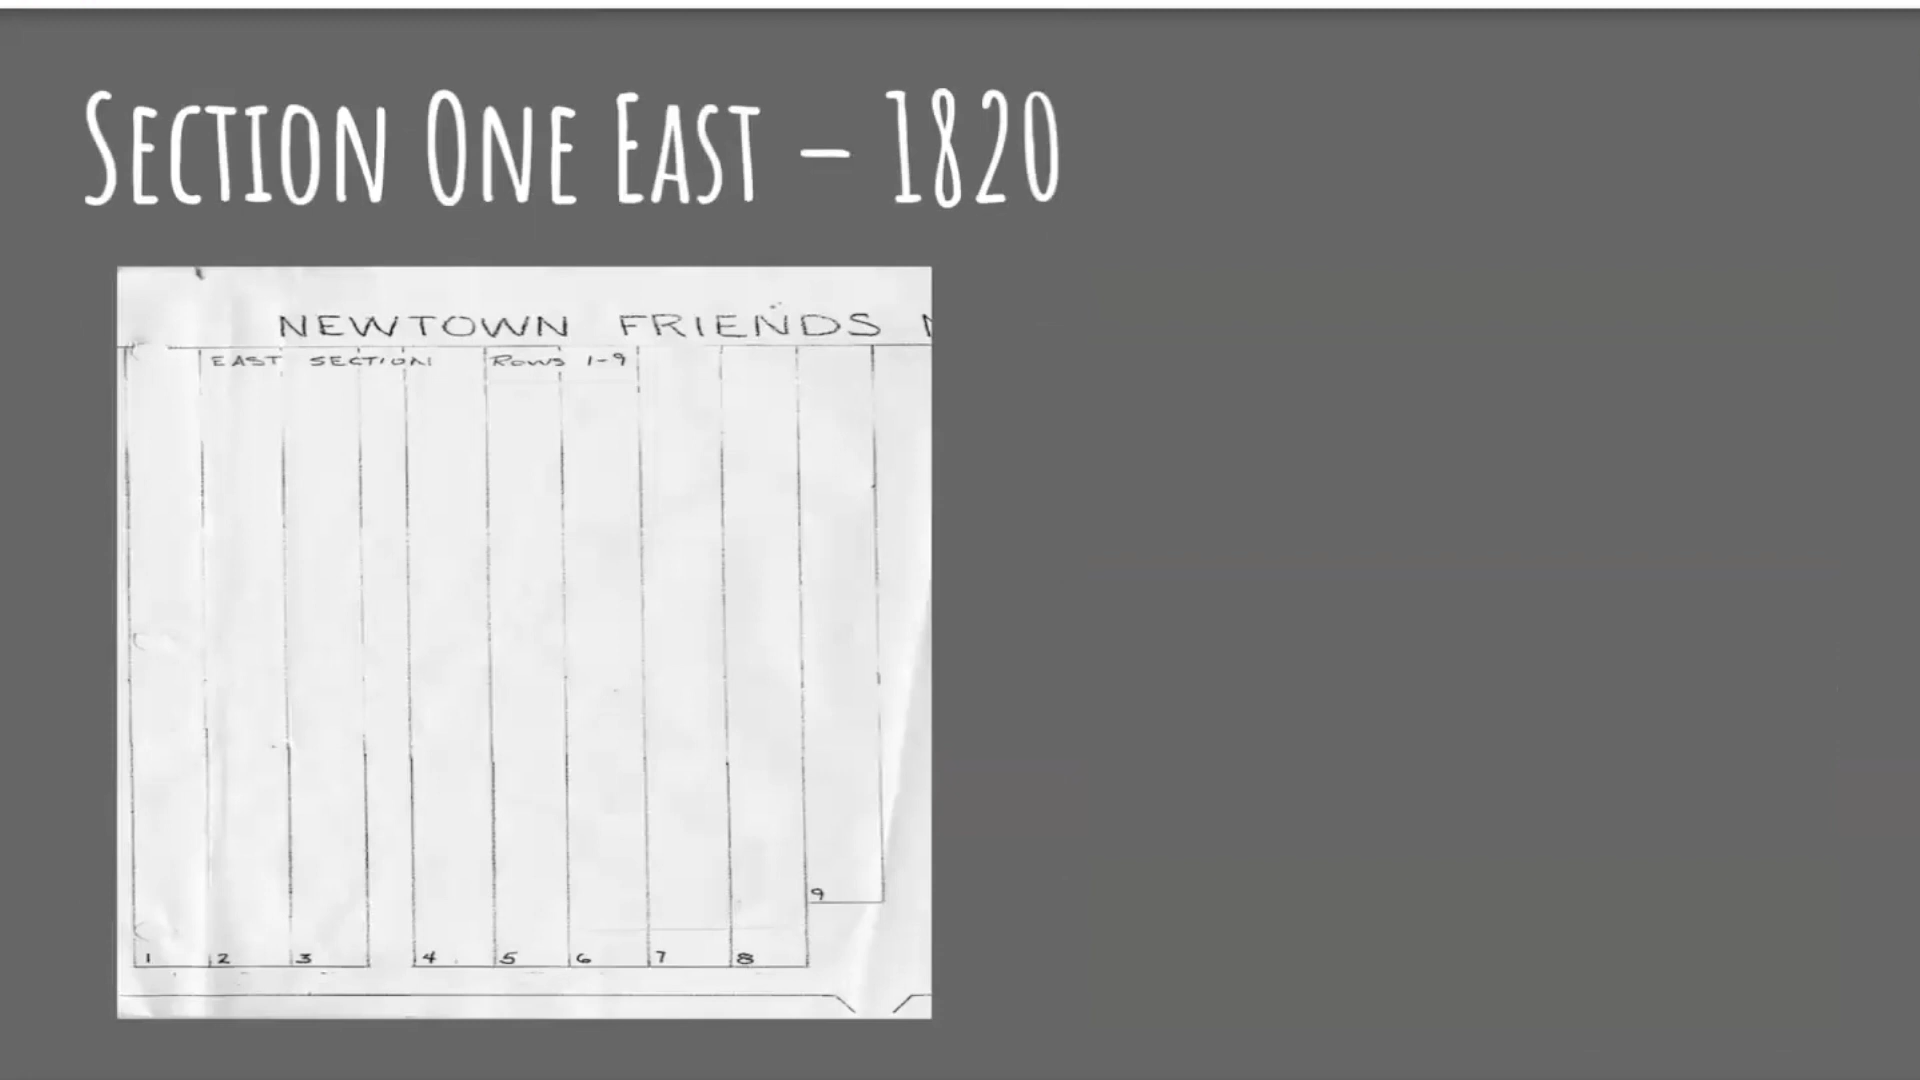 SECTION ONE EAST – 1820
NEWTOWN FRIENDS
EAST SECTION Rows 1-9
9
1 2 3 4 5 6 7 8